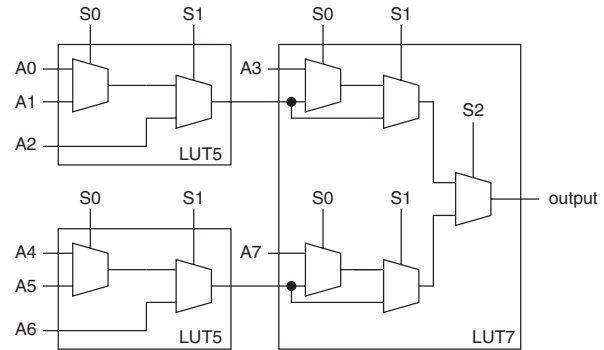 S0 S1 S0 S1
A0 A3
A1
S2
A2
LUT5
S0 S1 S0 S1 output
A4 A7
A5
A6
LUT5 LUT7